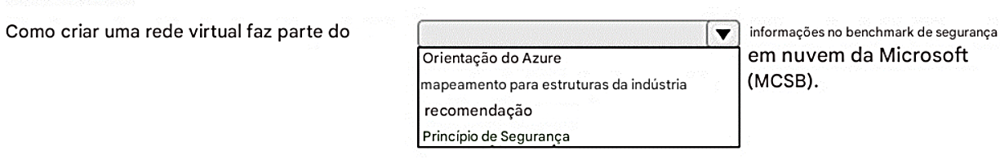 Como criar uma rede virtual faz parte do
informações no benchmark de segurança
em nuvem da Microsoft
(MCSB).
Orientação do Azure
mapeamento para estruturas da indústria
recomendação
Princípio de Segurança